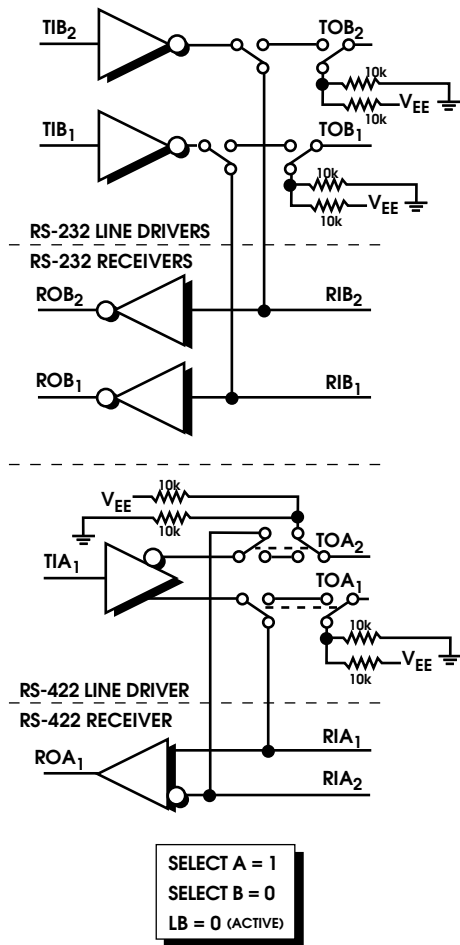 TIB2
TOB2
10k
VEE
10k
TIB1
TOB1
10k
VEE
10k
RS-232 LINE DRIVERS
RS-232 RECEIVERS
ROB2
RIB2
ROB1
RIB1
10k
VEE
10k
TOA2
TIA1
TOA1
10k
VEE
10k
RS-422 LINE DRIVER
RS-422 RECEIVER
ROA1
RIA1
RIA2
SELECT A = 1
SELECT B = 0
LB = 0 (ACTIVE)